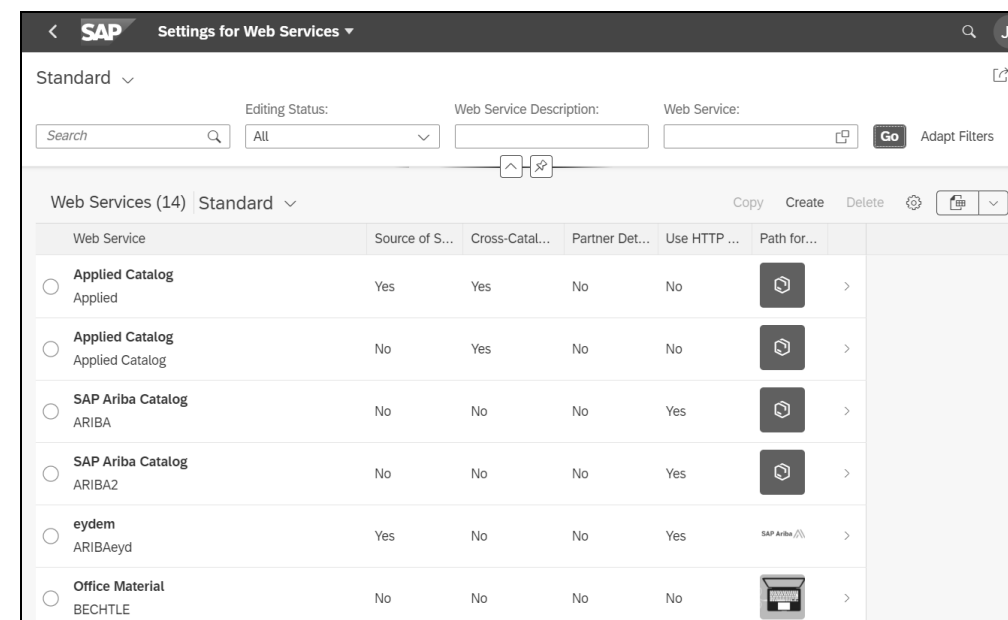 SAP Settings for Web Services J
Standard
Editing Status: Web Service Description: Web Service:
Search All Go Adapt Filters
Web Services (14) Standard Copy Create Delete
Web Service Source of S... Cross-Catal... Partner Det... Use HTTP ... Path for...
Applied Catalog
Applied Yes Yes No No
Applied Catalog
Applied Catalog No Yes No No
SAP Ariba Catalog
ARIBA No No No Yes
SAP Ariba Catalog
ARIBA2 No No No Yes
eydem
ARIBAeyd Yes No No Yes SAP Ariba
Office Material
BECHTLE No No No No